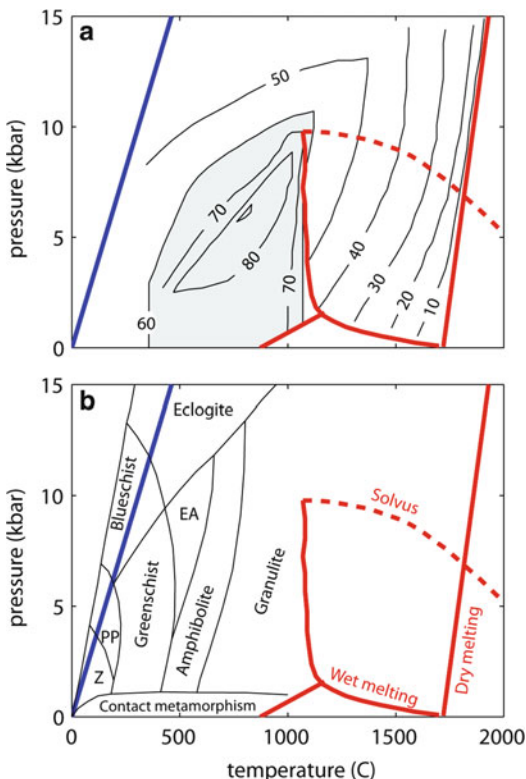 a
15
10
5
0
pressure (kbar)
50
70
80
60
70
40
30
20
10
b
15
10
5
0
pressure (kbar)
Eclogite
Blueschist
EA
PP
Z
Greenschist
Amphibolite
Granulite
Contact metamorphism
Solvus
Wet melting
Dry melting
0
500
1000
1500
2000
temperature (C)